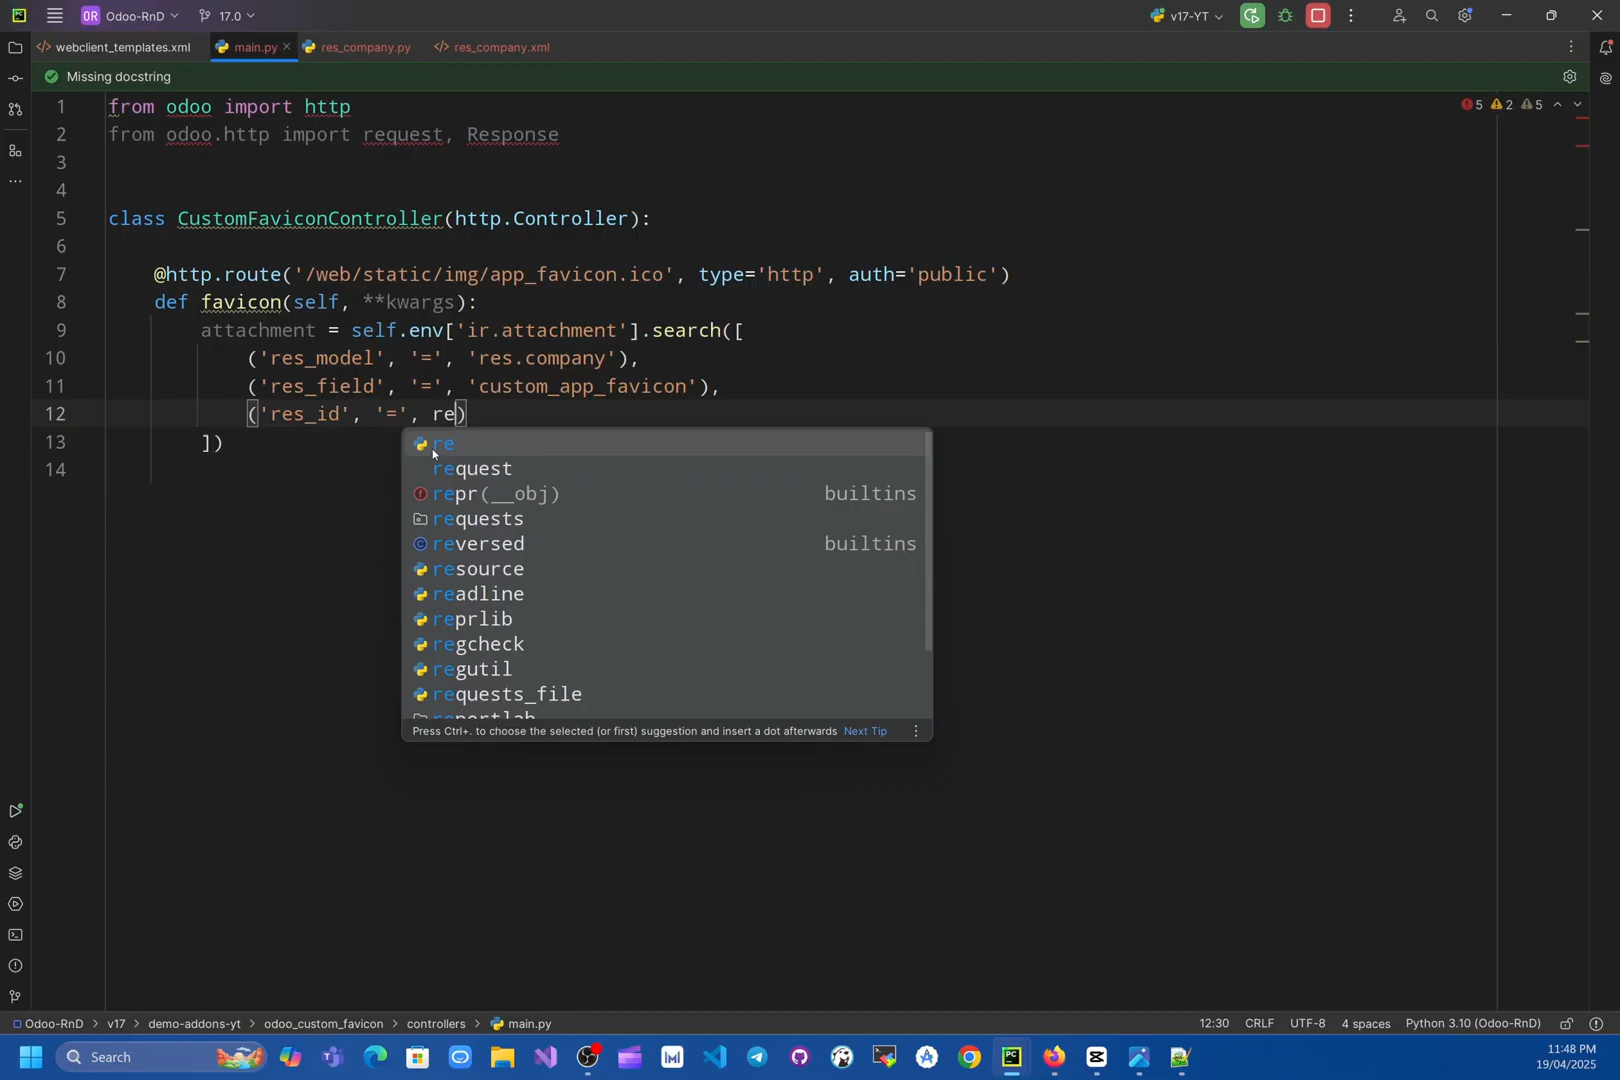 OR Odoo-RnD 17.0 v17-YT
webclient_templates.xml main.py res_company.py res_company.xml
Missing docstring
5 2 5
1 from odoo import http
2 from odoo.http import request, Response
3
4
5 class CustomFaviconController(http.Controller):
6
7 @http.route('/web/static/img/app_favicon.ico', type='http', auth='public')
8 def favicon(self, **kwargs):
9 attachment = self.env['ir.attachment'].search([
10 ('res_model', '=', 'res.company'),
11 ('res_field', '=', 'custom_app_favicon'),
12 ('res_id', '=', re)
13 ])
14
re
request
repr(__obj) builtins
requests
reversed builtins
resource
readline
reprlib
regcheck
regutil
requests_file
reportlab
Press Ctrl+. to choose the selected (or first) suggestion and insert a dot afterwards Next Tip
Odoo-RnD > v17 > demo-addons-yt > odoo_custom_favicon > controllers > main.py 12:30 CRLF UTF-8 4 spaces Python 3.10 (Odoo-RnD)
Search PC 11:48 PM
19/04/2025